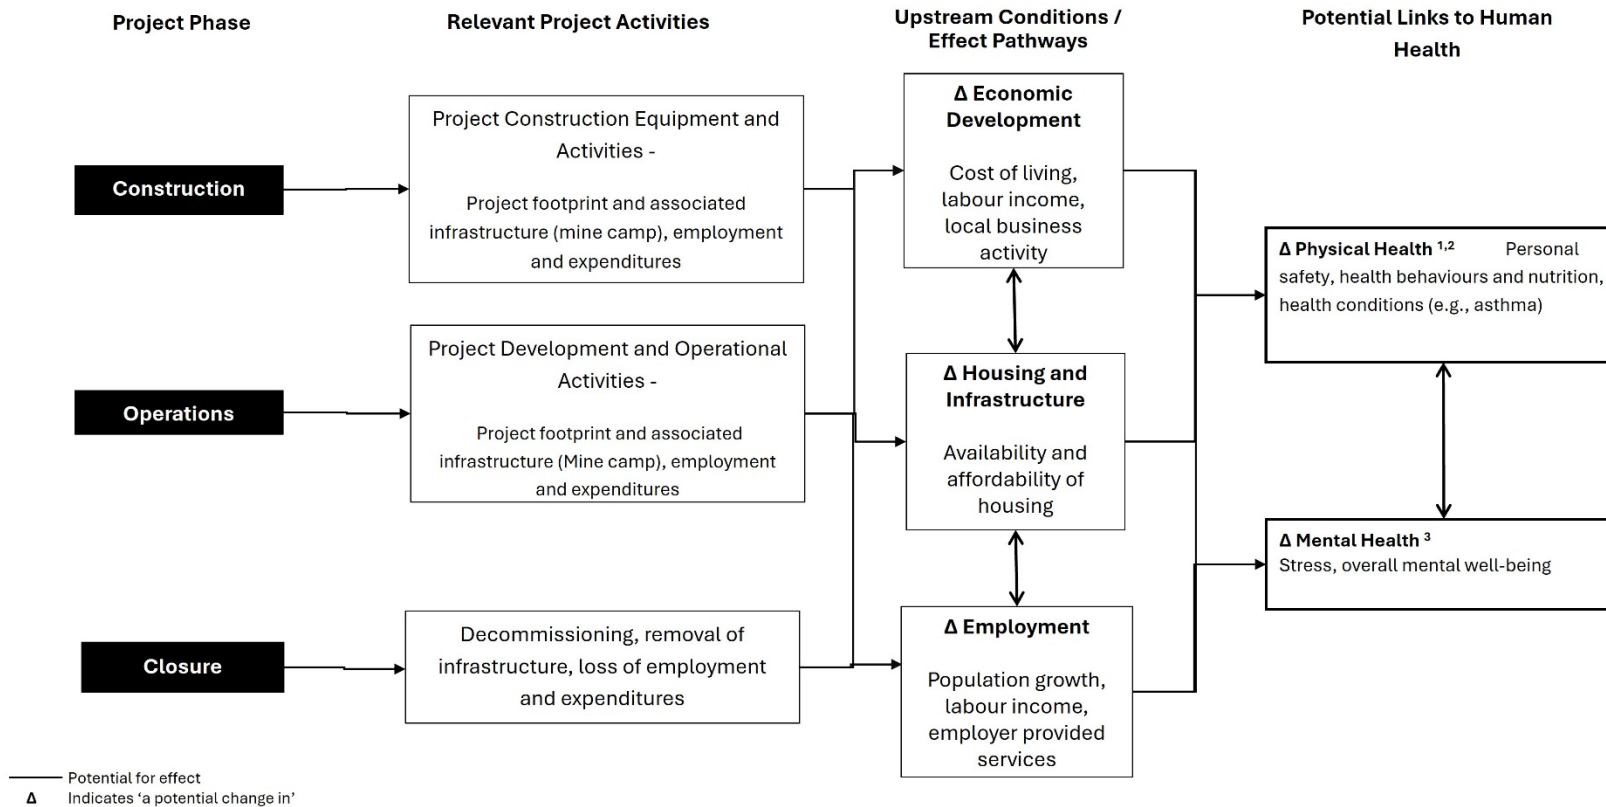 Project Phase
Relevant Project Activities
Upstream Conditions /
Effect Pathways
Potential Links to Human
Health
Construction
Project Construction Equipment and
Activities -
Project footprint and associated
infrastructure (mine camp), employment
and expenditures
Δ Economic
Development
Cost of living,
labour income,
local business
activity
Δ Physical Health 1,2 Personal
safety, health behaviours and nutrition,
health conditions (e.g., asthma)
Operations
Project Development and Operational
Activities -
Project footprint and associated
infrastructure (Mine camp), employment
and expenditures
Δ Housing and
Infrastructure
Availability and
affordability of
housing
Δ Mental Health 3
Stress, overall mental well-being
Closure
Decommissioning, removal of
infrastructure, loss of employment
and expenditures
Δ Employment
Population growth,
labour income,
employer provided
services
Potential for effect
Δ Indicates ‘a potential change in’